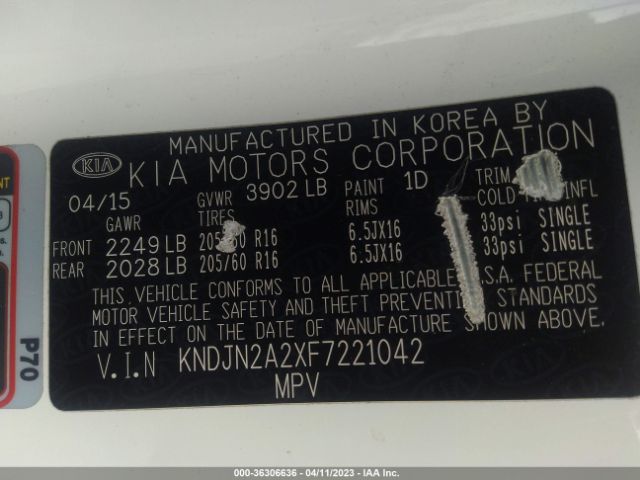 MANUFACTURED IN KOREA BY
KIA KIA MOTORS CORPORATION
04/15 GVWR 3902 LB PAINT 1D TRIM
GAWR TIRES RIMS COLD INFL
FRONT 2249 LB 205/60 R16 6.5JX16 33psi SINGLE
REAR 2028 LB 205/60 R16 6.5JX16 33psi SINGLE
THIS VEHICLE CONFORMS TO ALL APPLICABLE U.S.A. FEDERAL
MOTOR VEHICLE SAFETY AND THEFT PREVENTION STANDARDS
IN EFFECT ON THE DATE OF MANUFACTURE SHOWN ABOVE.
V.I.N KNDJN2A2XF7221042
MPV
P70
000-36306636 - 04/11/2023 - IAA Inc.